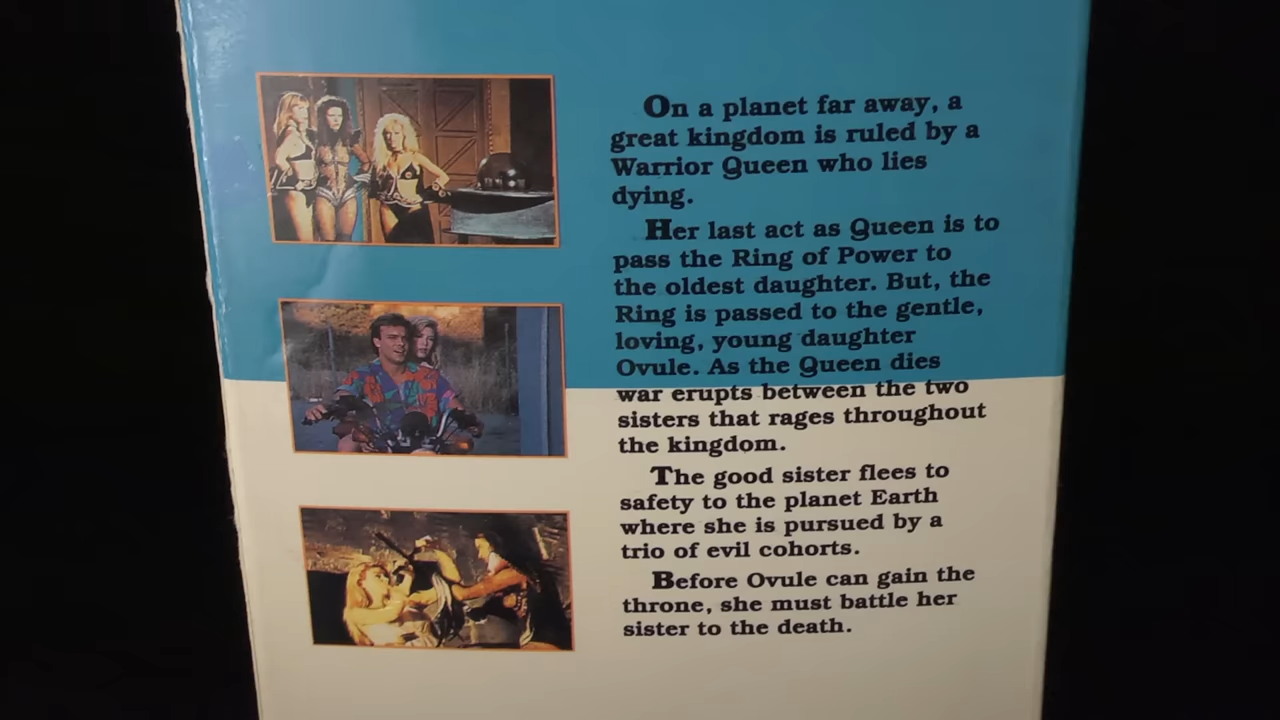 On a planet far away, a
great kingdom is ruled by a
Warrior Queen who lies
dying.
Her last act as Queen is to
pass the Ring of Power to
the oldest daughter. But, the
Ring is passed to the gentle,
loving, young daughter
Ovule. As the Queen dies
war erupts between the two
sisters that rages throughout
the kingdom.
The good sister flees to
safety to the planet Earth
where she is pursued by a
trio of evil cohorts.
Before Ovule can gain the
throne, she must battle her
sister to the death.